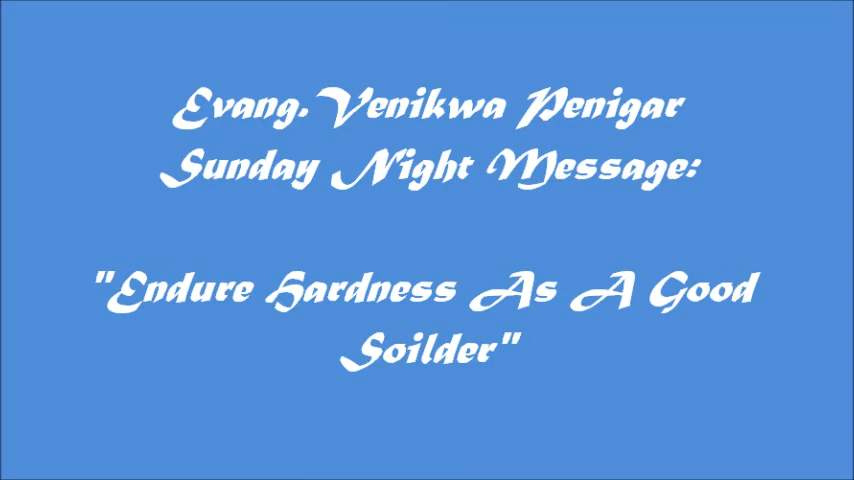 Evang. Venikwa Penigar
Sunday Night Message:
"Endure Hardness As A Good
Soilder"